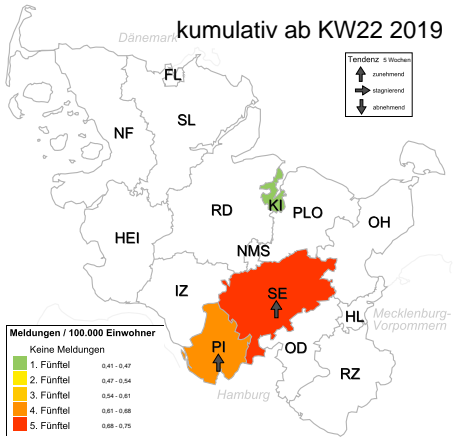 kumulativ ab KW22 2019
Dänemark
Tendenz 5 Wochen
zunehmend
stagnierend
abnehmend
FL
SL
NF
KI
RD
PLO
OH
HEI
NMS
IZ
SE
HL
Mecklenburg-
Vorpommern
PI
OD
RZ
Hamburg
Meldungen / 100.000 Einwohner
Keine Meldungen
1. Fünftel 0,41 - 0,47
2. Fünftel 0,47 - 0,54
3. Fünftel 0,54 - 0,61
4. Fünftel 0,61 - 0,68
5. Fünftel 0,68 - 0,75